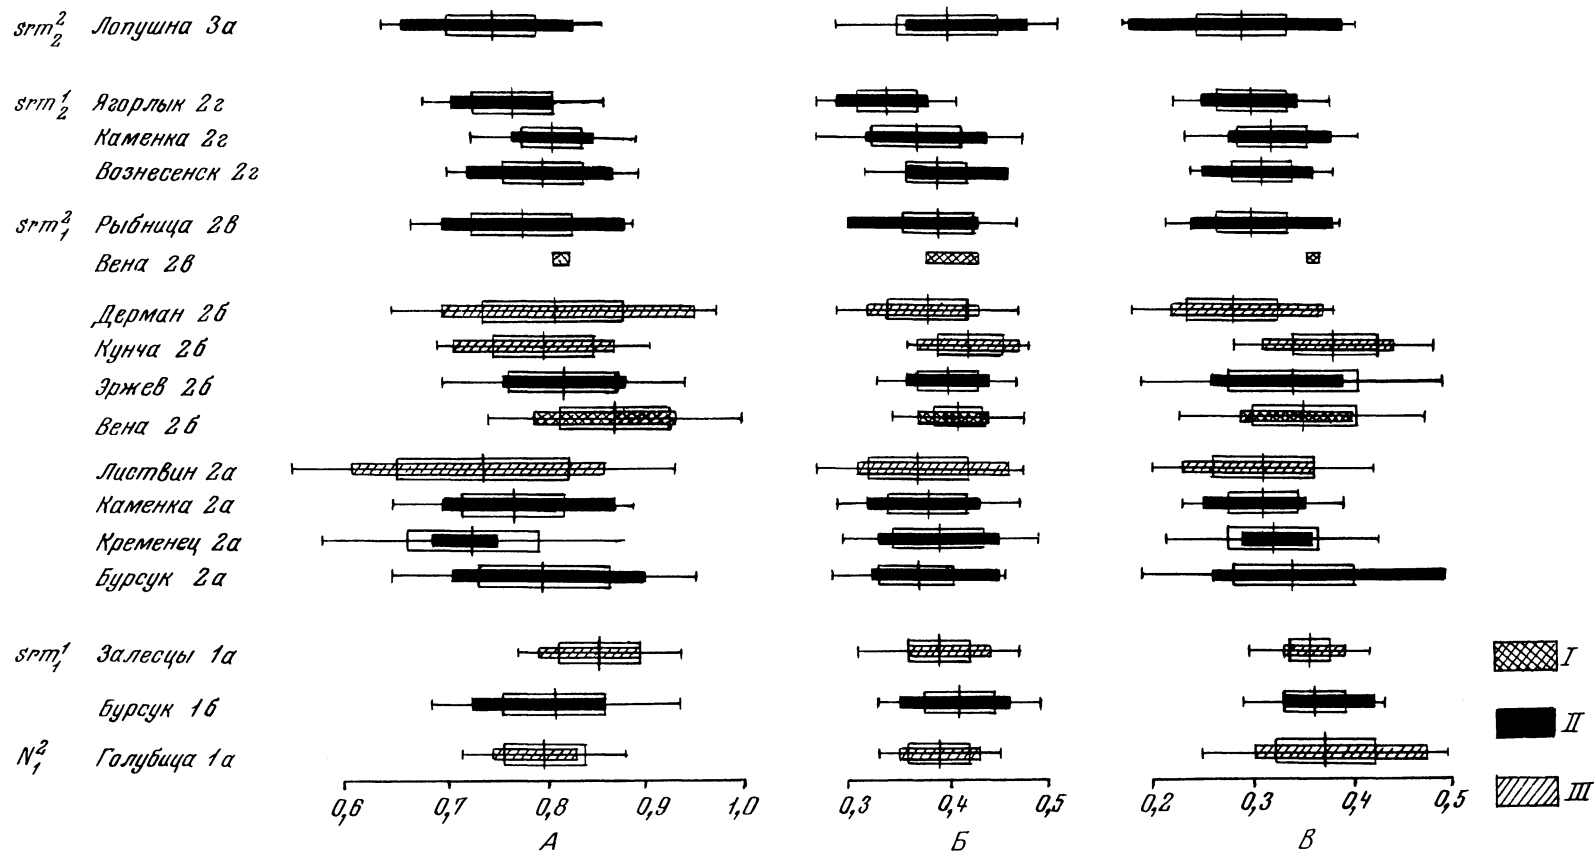 srm²₂ Лопушна 3а
srm¹₂ Ягорлык 2г
Каменка 2г
Вознесенск 2г
srm²₁ Рыбница 2в
Вена 2в
Дерман 2б
Кунча 2б
Эржев 2б
Вена 2б
Листвин 2а
Каменка 2а
Кременец 2а
Бурсук 2а
srm¹₁ Залесцы 1а
I
Бурсук 1б
II
N²₁ Голубица 1а
III
0,6 0,7 0,8 0,9 1,0 0,3 0,4 0,5 0,2 0,3 0,4 0,5
А Б В